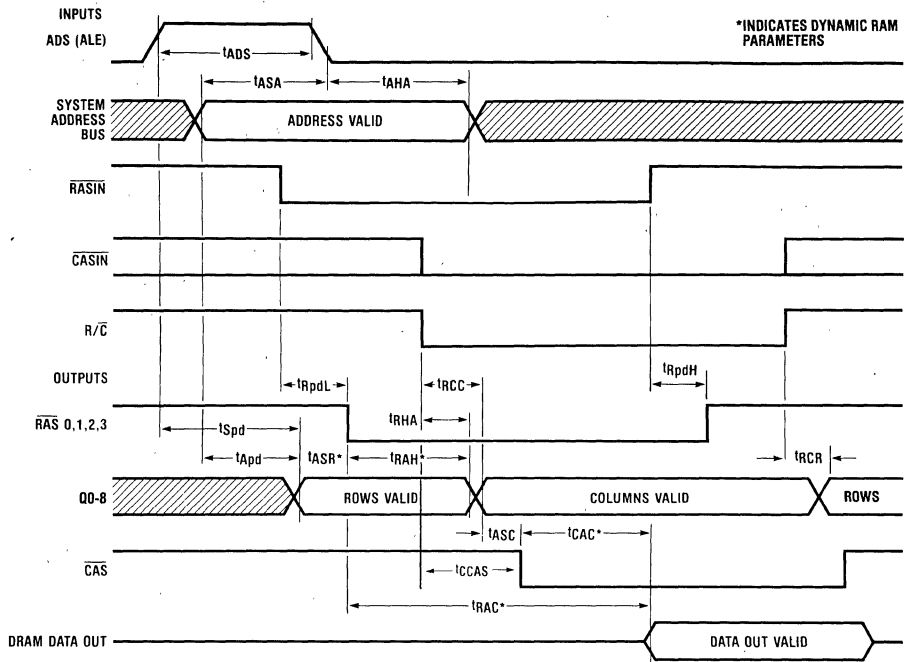 INPUTS
ADS (ALE)
*INDICATES DYNAMIC RAM
PARAMETERS
tADS
tASA
tAHA
SYSTEM
ADDRESS
BUS
ADDRESS VALID
RASIN
CASIN
R/C
OUTPUTS
tRpdL
tRCC
tRpdH
RAS 0,1,2,3
tRHA
tSpd
tApd
tASR*
tRAH*
tRCR
Q0-8
ROWS VALID
COLUMNS VALID
ROWS
tASC
tCAC*
CAS
tCCAS
tRAC*
DRAM DATA OUT
DATA OUT VALID